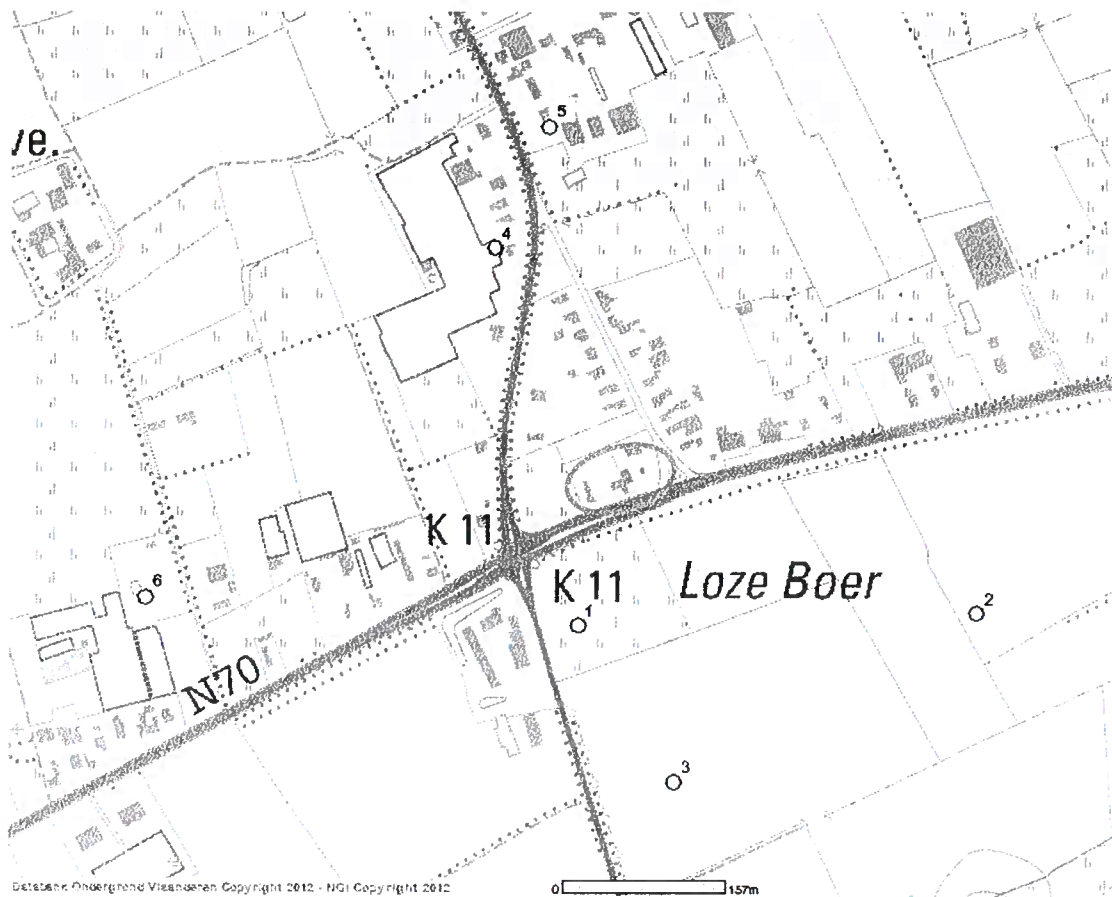 5
ve.
4
K 11
6
K 11
Loze Boer
1
2
N70
3
Databank Ondergrond Vlaanderen Copyright 2012 - NGI Copyright 2012
0 157m